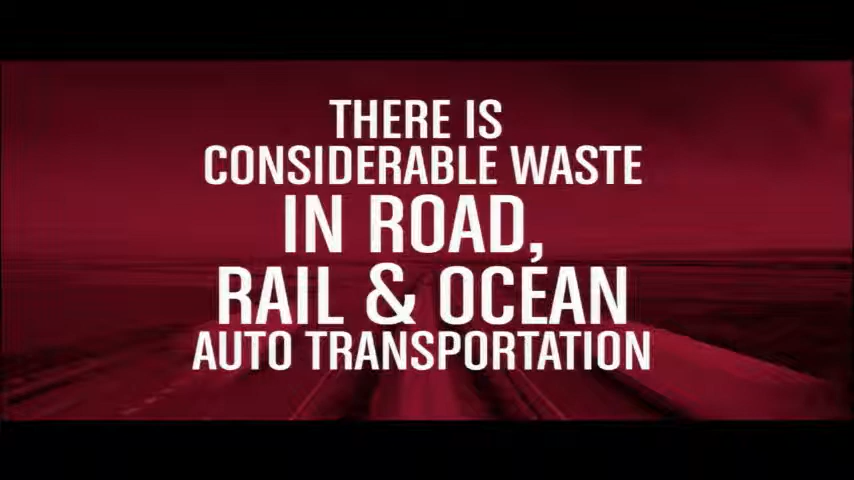 THERE IS
CONSIDERABLE WASTE
IN ROAD,
RAIL & OCEAN
AUTO TRANSPORTATION